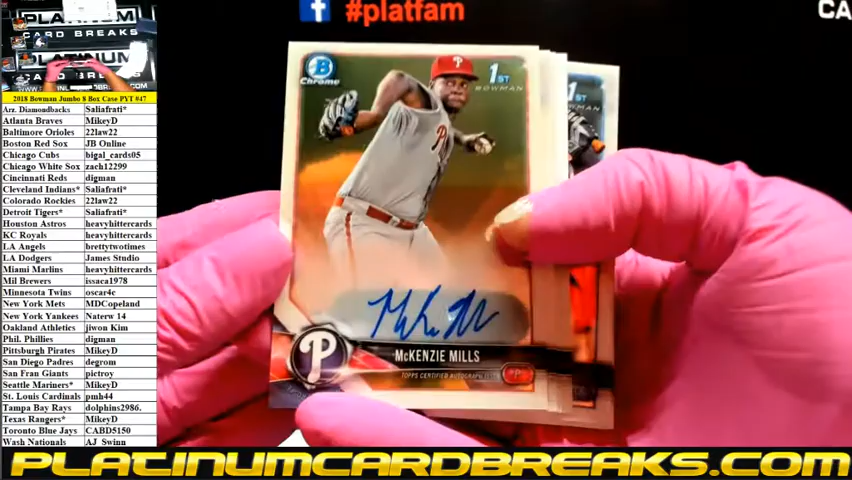 #platfam
CA
PLATINUM
CARD BREAKS
2018 Bowman Jumbo 8 Box Case PYT #47
Arz. Diamondbacks Saliafrati*
Atlanta Braves MikeyD
Baltimore Orioles 22law22
Boston Red Sox JB Online
Chicago Cubs bigal_cards05
Chicago White Sox zach12299
Cincinnati Reds digman
Cleveland Indians* Saliafrati*
Colorado Rockies 22law22
Detroit Tigers* Saliafrati*
Houston Astros heavyhittercards
KC Royals heavyhittercards
LA Angels brettytwotimes
LA Dodgers James Studio
Miami Marlins heavyhittercards
Mil Brewers issaca1978
Minnesota Twins oscar4c
New York Mets MDCopeland
New York Yankees Naterw 14
Oakland Athletics jiwon Kim
Phil. Phillies digman
Pittsburgh Pirates MikeyD
San Diego Padres degrom
San Fran Giants pictroy
Seattle Mariners* MikeyD
St. Louis Cardinals pmh44
Tampa Bay Rays dolphins2986.
Texas Rangers* MikeyD
Toronto Blue Jays CABD5150
Wash Nationals AJ_Swinn
B
Chrome
1ST
BOWMAN
P
McKENZIE MILLS
TOPPS CERTIFIED AUTOGRAPH ISSUE
P
PLATINUMCARDBREAKS.COM